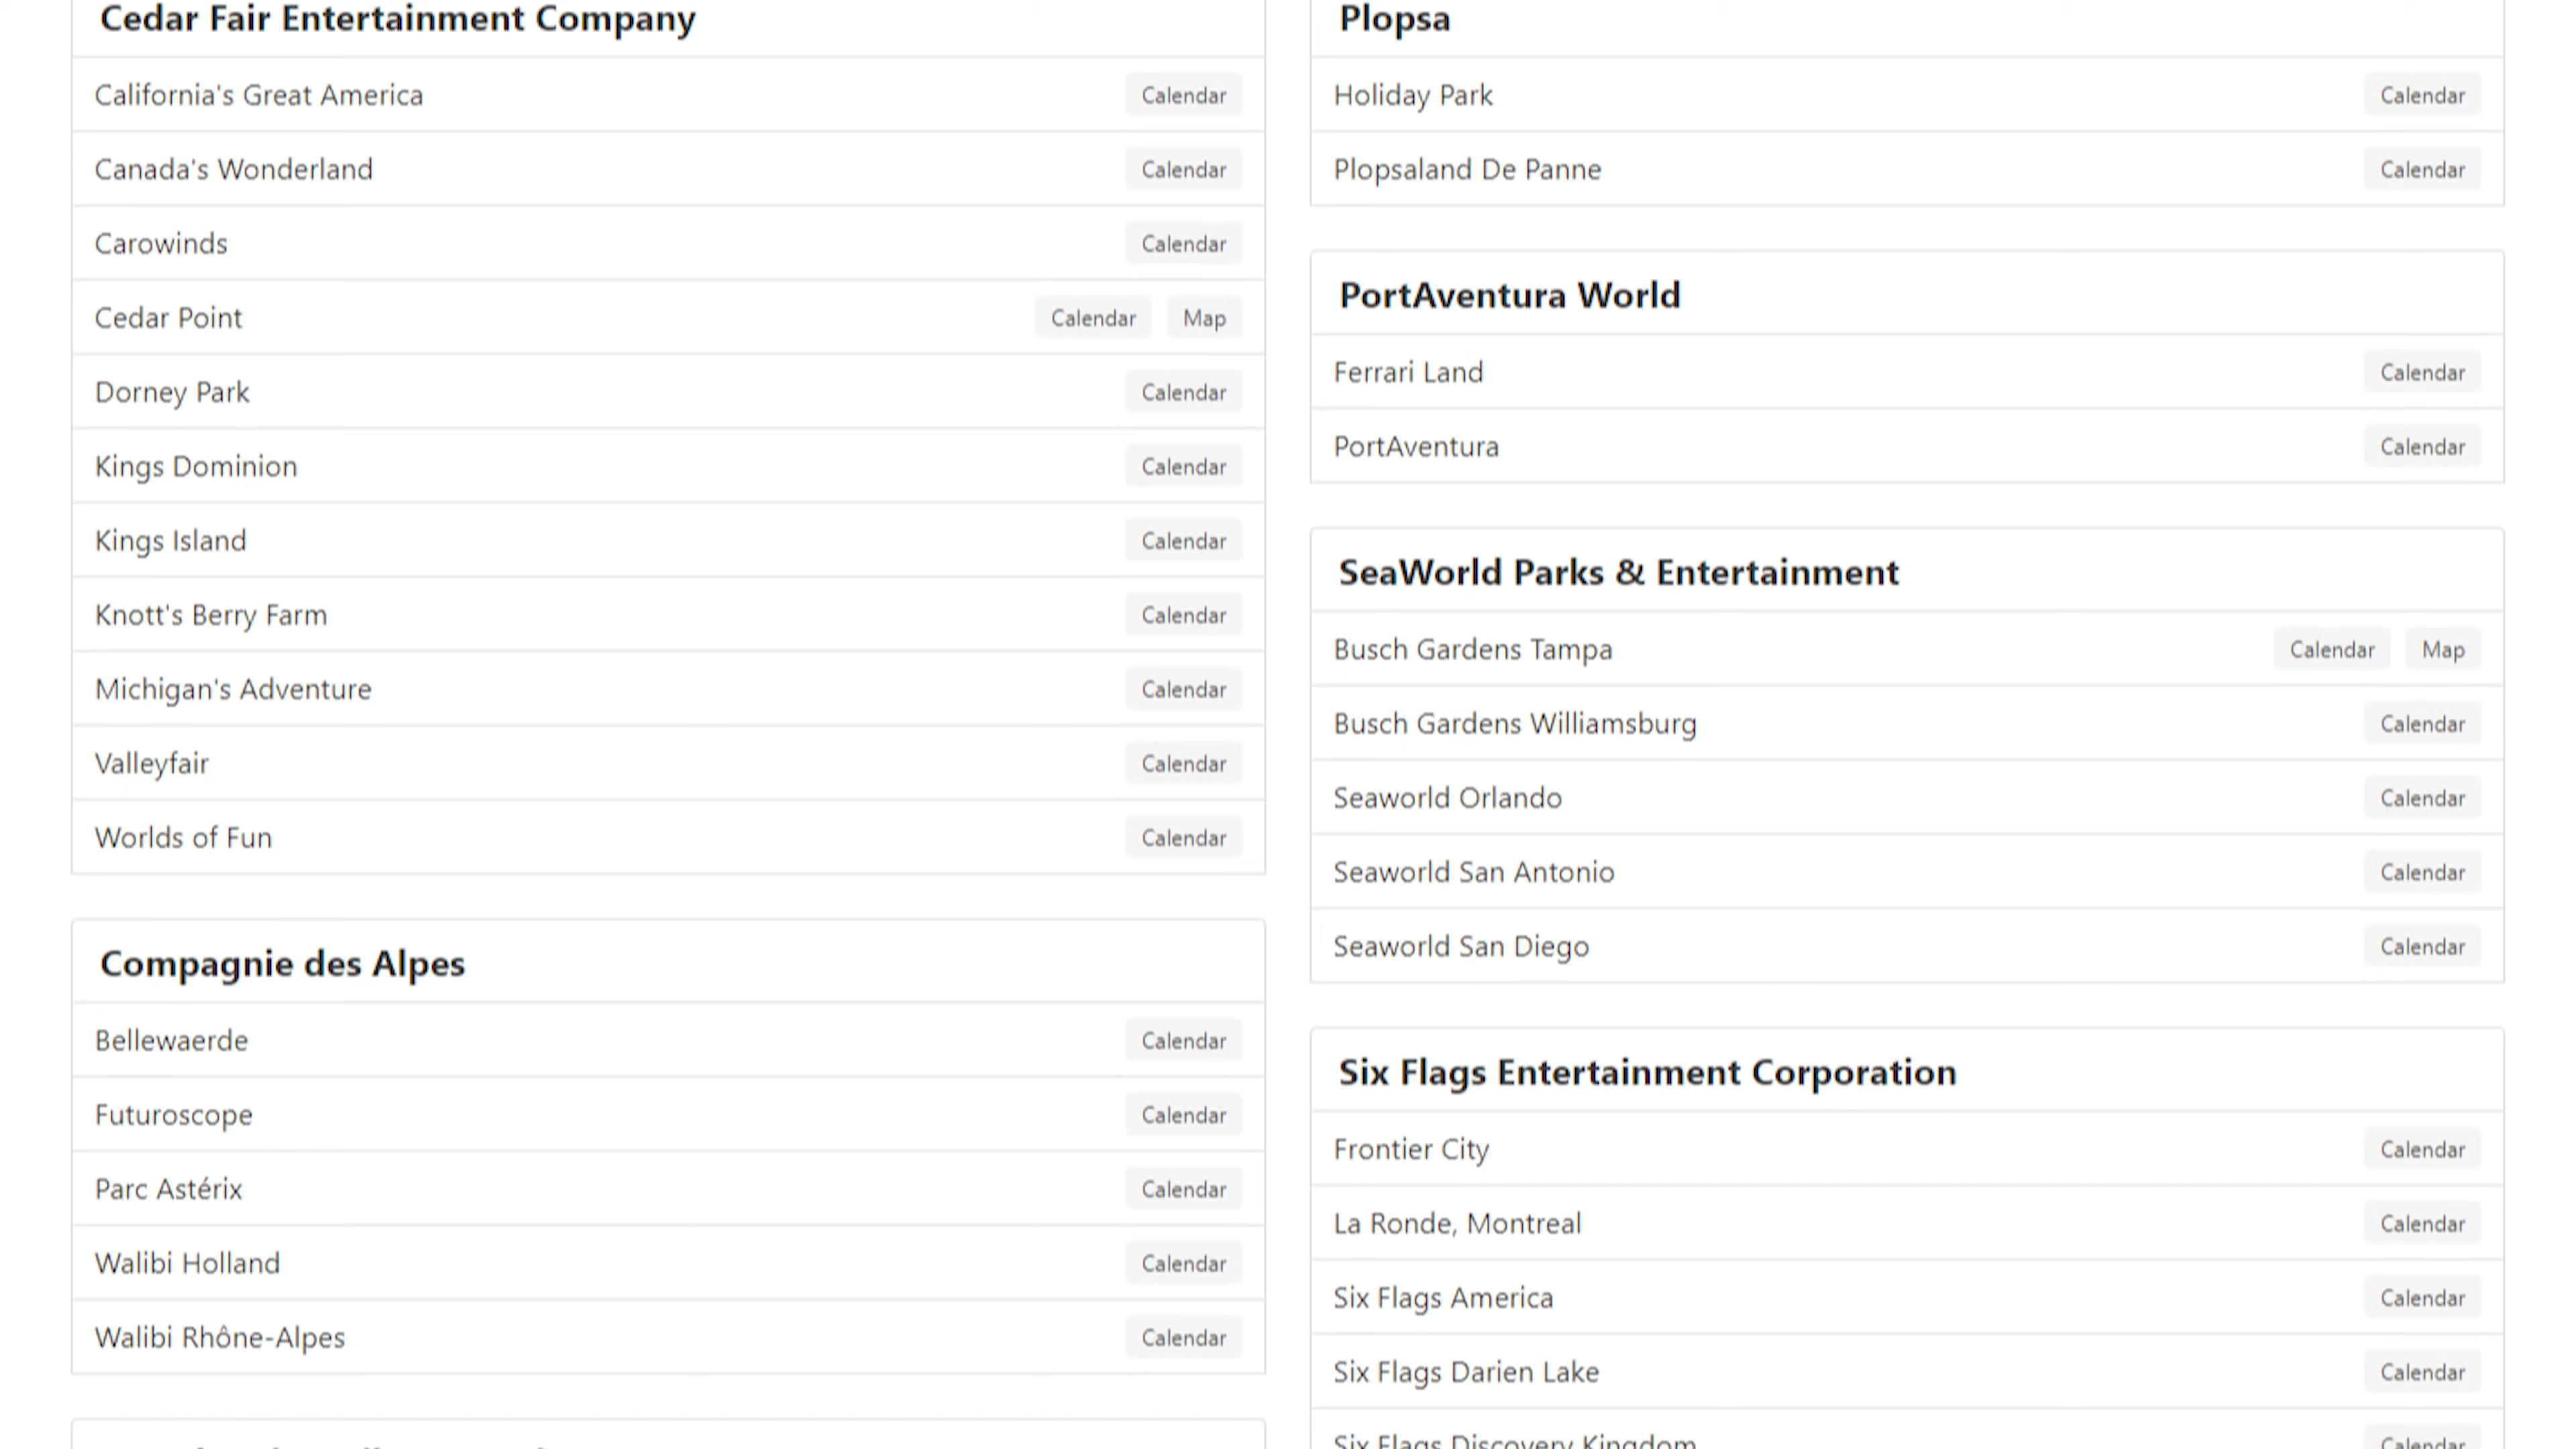 Cedar Fair Entertainment Company
California's Great America Calendar
Canada's Wonderland Calendar
Carowinds Calendar
Cedar Point Calendar Map
Dorney Park Calendar
Kings Dominion Calendar
Kings Island Calendar
Knott's Berry Farm Calendar
Michigan's Adventure Calendar
Valleyfair Calendar
Worlds of Fun Calendar
Compagnie des Alpes
Bellewaerde Calendar
Futuroscope Calendar
Parc Astérix Calendar
Walibi Holland Calendar
Walibi Rhône-Alpes Calendar
Plopsa
Holiday Park Calendar
Plopsaland De Panne Calendar
PortAventura World
Ferrari Land Calendar
PortAventura Calendar
SeaWorld Parks & Entertainment
Busch Gardens Tampa Calendar Map
Busch Gardens Williamsburg Calendar
Seaworld Orlando Calendar
Seaworld San Antonio Calendar
Seaworld San Diego Calendar
Six Flags Entertainment Corporation
Frontier City Calendar
La Ronde, Montreal Calendar
Six Flags America Calendar
Six Flags Darien Lake Calendar
Six Flags Discovery Kingdom Calendar